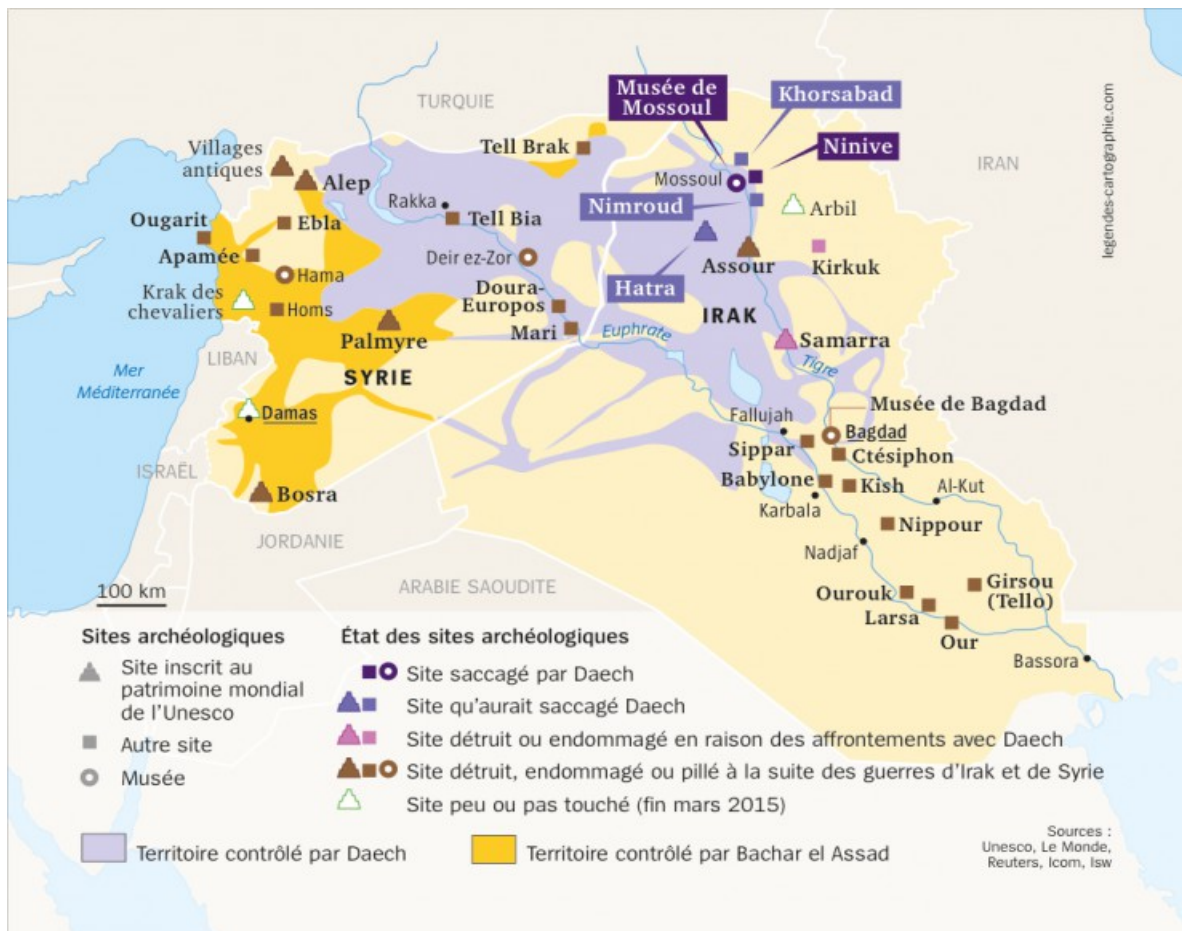 TURQUIE
Musée de
Mossoul
Khorsabad
Ninive
IRAN
legendes-cartographie.com
Villages
antiques
Tell Brak
Alep
Mossoul
Rakka
Nimroud
Arbil
Ougarit
Ebla
Tell Bia
Apamée
Deir ez-Zor
Assour
Kirkuk
Hama
Krak des
chevaliers
Homs
Doura-
Europos
Hatra
IRAK
Palmyre
Mari
Euphrate
Samarra
LIBAN
SYRIE
Tigre
Mer
Méditerranée
Damas
Musée de Bagdad
Fallujah
Bagdad
Sippar
Ctésiphon
ISRAËL
Babylone
Kish
Al-Kut
Bosra
Karbala
Nippour
JORDANIE
Nadjaf
ARABIE SAOUDITE
Girsou
(Tello)
100 km
Ourouk
Larsa
Our
Bassora
Sites archéologiques
Site inscrit au
patrimoine mondial
de l’Unesco
Autre site
Musée
État des sites archéologiques
Site saccagé par Daech
Site qu’aurait saccagé Daech
Site détruit ou endommagé en raison des affrontements avec Daech
Site détruit, endommagé ou pillé à la suite des guerres d’Irak et de Syrie
Site peu ou pas touché (fin mars 2015)
Territoire contrôlé par Daech
Territoire contrôlé par Bachar el Assad
Sources :
Unesco, Le Monde,
Reuters, Icom, Isw